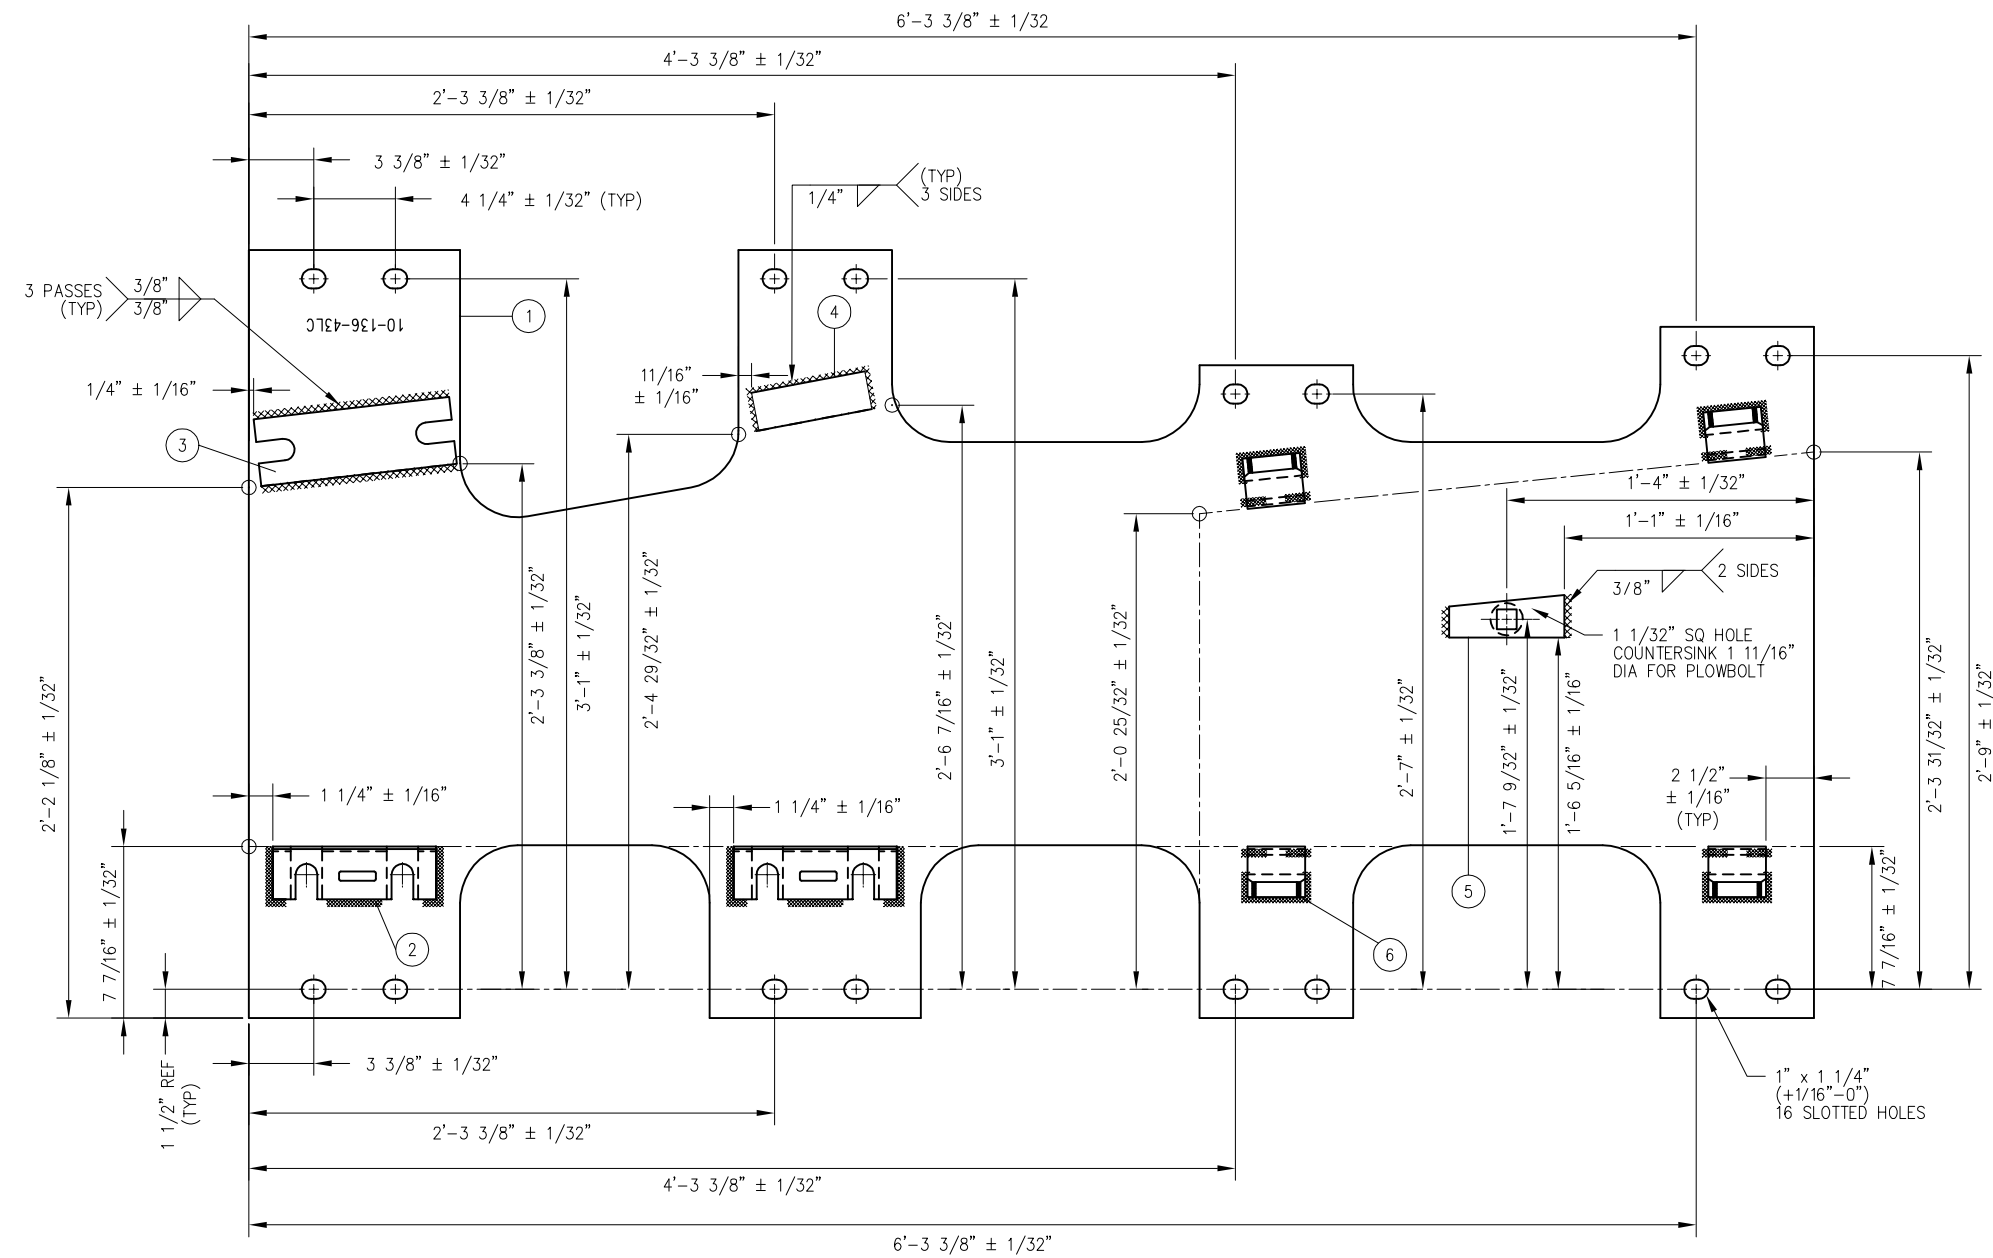 6'-3 3/8" ± 1/32
4'-3 3/8" ± 1/32"
2'-3 3/8" ± 1/32"
3 3/8" ± 1/32"
4 1/4" ± 1/32" (TYP)
1/4"
(TYP)
3 SIDES
3 PASSES
(TYP)
3/8"
3/8"
10-136-43LC
1
4
1/4" ± 1/16"
11/16"
± 1/16"
3
1'-4" ± 1/32"
1'-1" ± 1/16"
3/8"
2 SIDES
1 1/32" SQ HOLE
COUNTERSINK 1 11/16"
DIA FOR PLOWBOLT
2'-2 1/8" ± 1/32"
2'-3 3/8" ± 1/32"
3'-1" ± 1/32"
2'-4 29/32" ± 1/32"
2'-6 7/16" ± 1/32"
3'-1" ± 1/32"
2'-0 25/32" ± 1/32"
2'-7" ± 1/32"
1'-7 9/32" ± 1/32"
1'-6 5/16" ± 1/16"
2'-3 31/32" ± 1/32"
2'-9" ± 1/32"
2 1/2"
± 1/16"
(TYP)
1 1/4" ± 1/16"
1 1/4" ± 1/16"
7 7/16" ± 1/32"
7 7/16" ± 1/32"
2
5
6
1 1/2" REF
(TYP)
3 3/8" ± 1/32"
1" x 1 1/4"
(+1/16"-0")
16 SLOTTED HOLES
2'-3 3/8" ± 1/32"
4'-3 3/8" ± 1/32"
6'-3 3/8" ± 1/32"